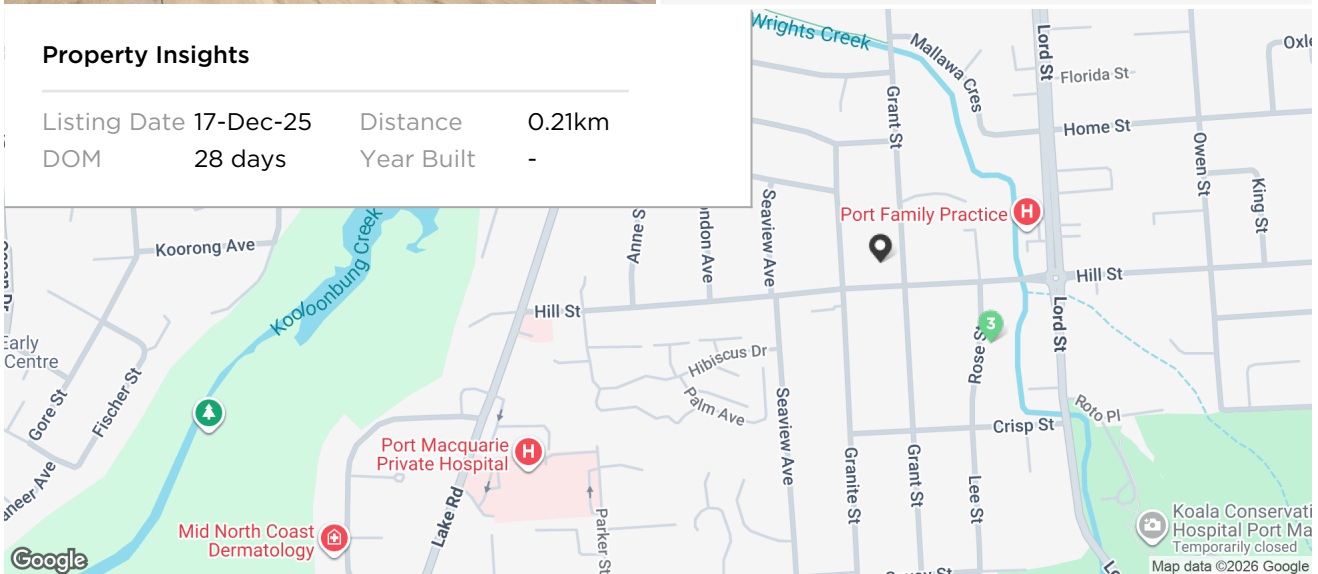 Property Insights
Listing Date 17-Dec-25 Distance 0.21km
DOM 28 days Year Built -
Wrights Creek
Mallawa Cres
Lord St
Florida St
Grant St
Home St
Owen St
King St
Port Family Practice
H
Koorong Ave
Kooloonbung Creek
Seaview Ave
Hill St
Hill St
3
Rose St
Lord St
Early
Centre
Hibiscus Dr
Palm Ave
Gore St
Fischer St
Seaview Ave
Roto Pl
Crisp St
Port Macquarie
Private Hospital
H
Granite St
Grant St
Lee St
Lake Rd
Parker St
Mid North Coast
Dermatology
Koala Conservati
Hospital Port Ma
Temporarily closed
Google
Map data ©2026 Google